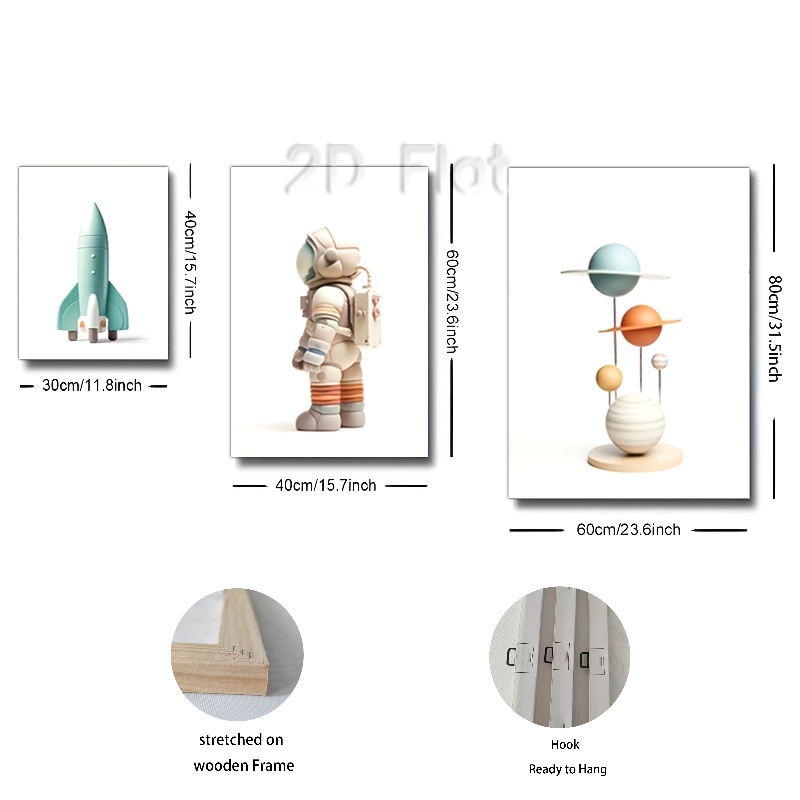 2D Flat
40cm/15.7inch
60cm/23.6inch
80cm/31.5inch
30cm/11.8inch
40cm/15.7inch
60cm/23.6inch
stretched on
wooden Frame
Hook
Ready to Hang